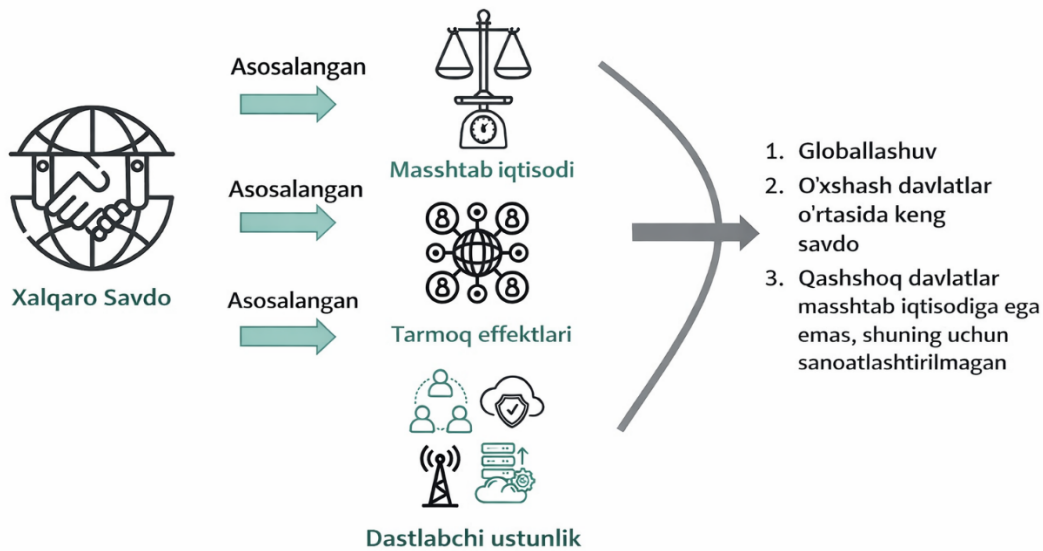 Xalqaro Savdo
Asosalangan
Masshtab iqtisodi
Asosalangan
Tarmoq effektlari
Asosalangan
Dastlabchi ustunlik
1. Globallashuv
2. O'xshash davlatlar
o'rtasida keng
savdo
3. Qashshoq davlatlar
masshtab iqtisodiga ega
emas, shuning uchun
sanoatlashtirilmagan